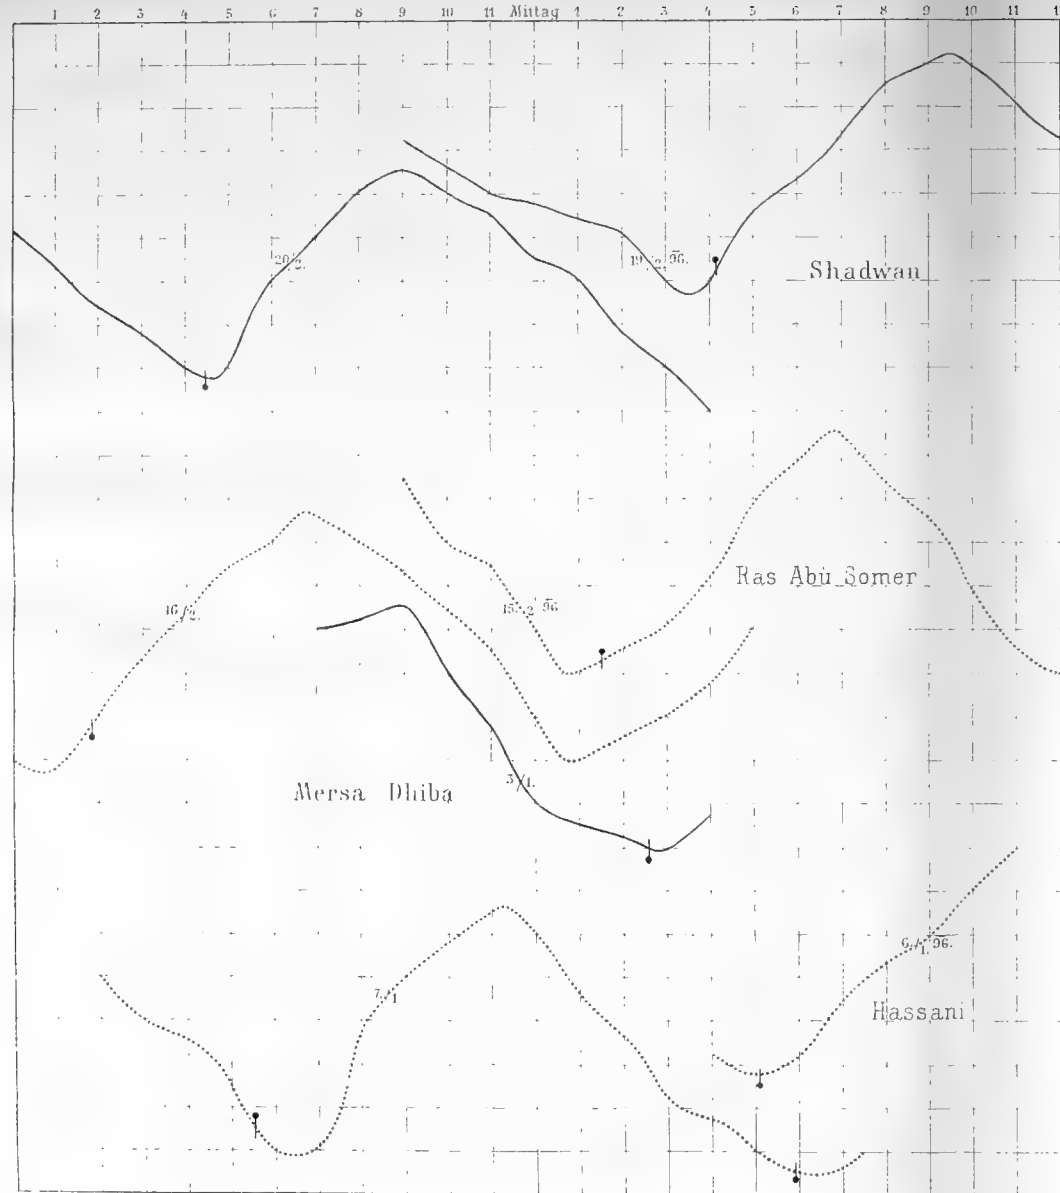 1 2 3 4 5 6 7 8 9 10 11 Mittag 1 2 3 4 5 6 7 8 9 10 11 1
20/2.
19/2. 96.
Shadwan
Ras Abù Somer
15./2. 96
16/2.
3/1.
Mersa Dhiba
6./1. 96.
7./1
Hassani